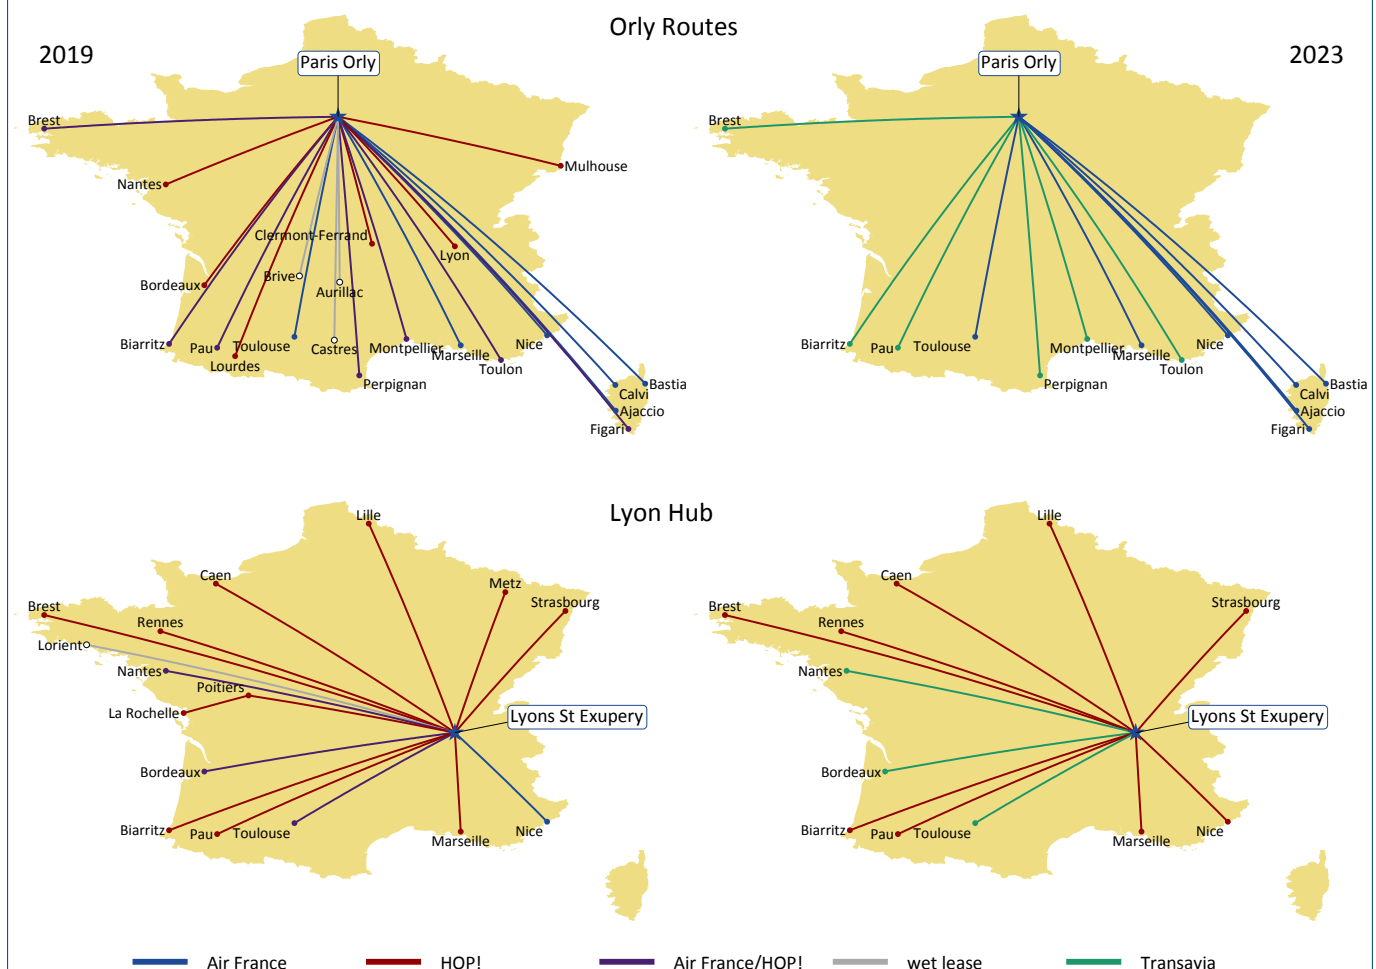 Orly Routes
2019
2023
Paris Orly
Paris Orly
Brest
Mulhouse
Nantes
Clermont-Ferrand
Lyon
Brive
Bordeaux
Aurillac
Biarritz
Pau
Toulouse
Castres
Montpellier
Marseille
Nice
Lourdes
Toulon
Perpignan
Bastia
Calvi
Ajaccio
Figari
Brest
Biarritz
Pau
Toulouse
Montpellier
Marseille
Nice
Toulon
Perpignan
Bastia
Calvi
Ajaccio
Figari
Lyon Hub
Lille
Caen
Metz
Strasbourg
Brest
Rennes
Lorient
Nantes
Poitiers
La Rochelle
Lyons St Exupery
Bordeaux
Biarritz
Pau
Toulouse
Marseille
Nice
Lille
Caen
Strasbourg
Brest
Rennes
Nantes
Lyons St Exupery
Bordeaux
Biarritz
Pau
Toulouse
Marseille
Nice
Air France
HOP!
Air France/HOP!
wet lease
Transavia